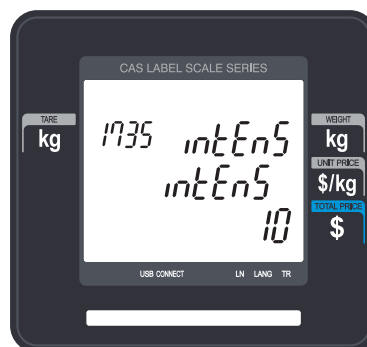 CAS LABEL SCALE SERIES
TARE
kg
1735 intEnS
intEnS
10
WEIGHT
kg
UNIT PRICE
$/kg
TOTAL PRICE
$
USB CONNECT LN LANG TR